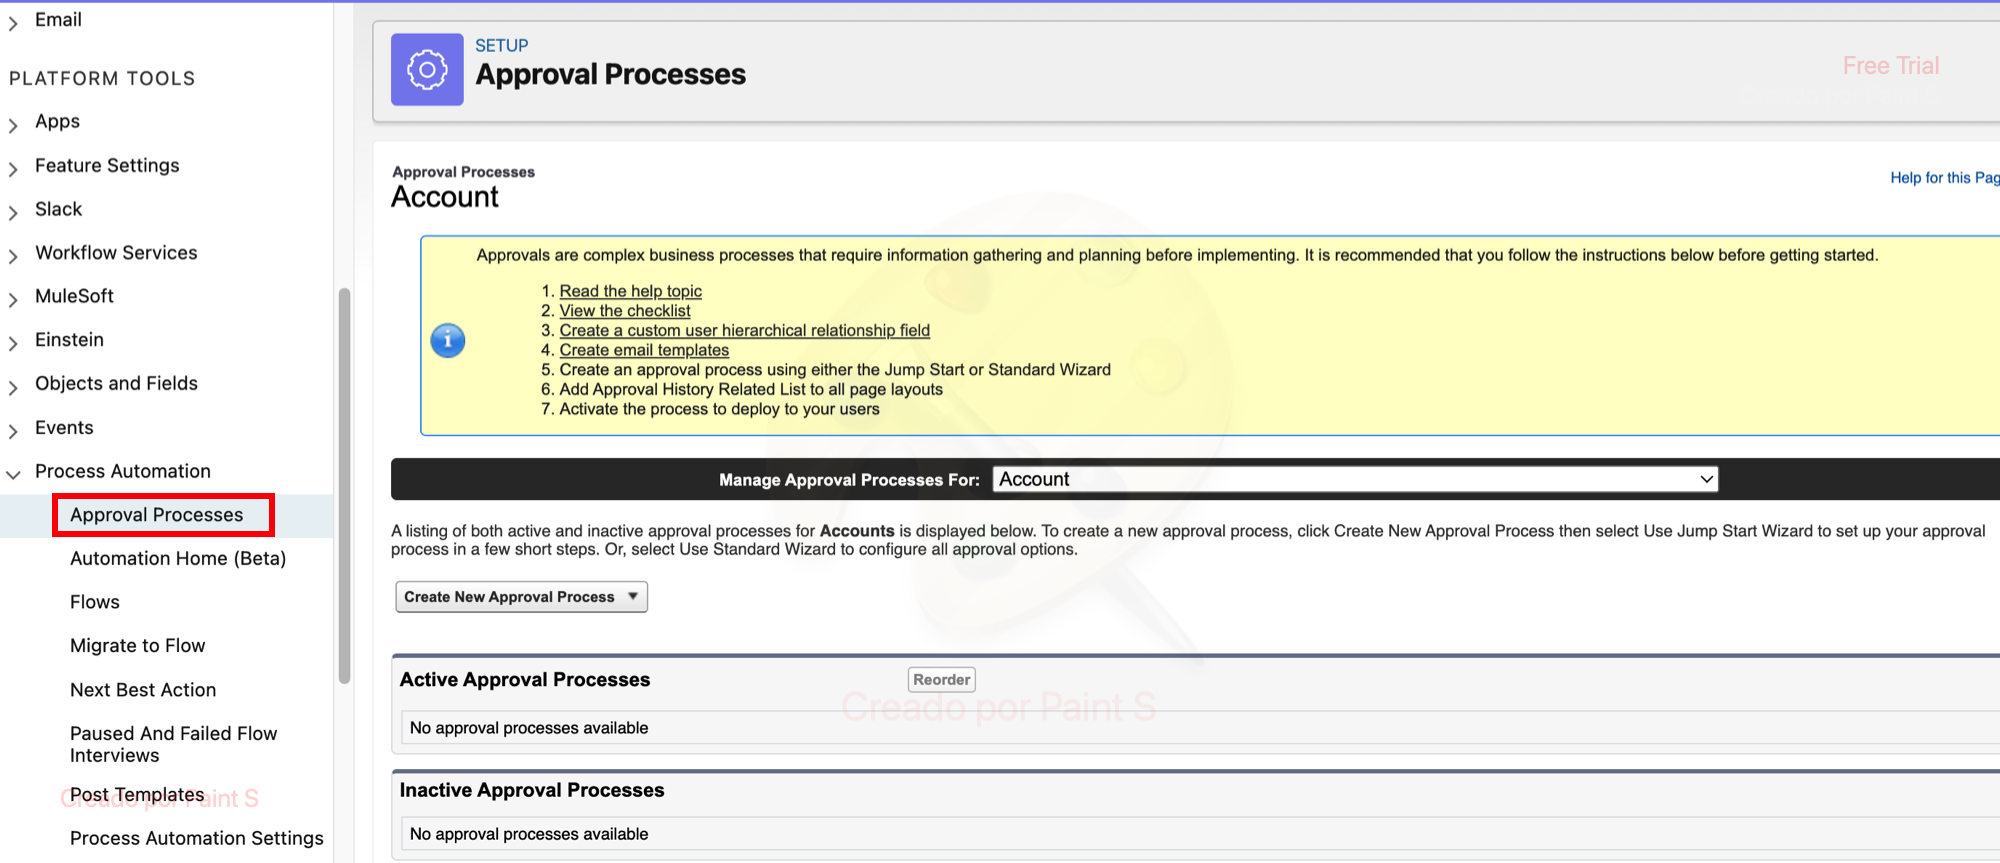 Email
PLATFORM TOOLS
Apps
Feature Settings
Slack
Workflow Services
MuleSoft
Einstein
Objects and Fields
Events
Process Automation
Approval Processes
Automation Home (Beta)
Flows
Migrate to Flow
Next Best Action
Paused And Failed Flow
Interviews
Post Templates
Creado por Paint S
Process Automation Settings
SETUP
Approval Processes
Free Trial
Approval Processes
Account
Help for this Pag
Approvals are complex business processes that require information gathering and planning before implementing. It is recommended that you follow the instructions below before getting started.
1. Read the help topic
2. View the checklist
3. Create a custom user hierarchical relationship field
4. Create email templates
5. Create an approval process using either the Jump Start or Standard Wizard
6. Add Approval History Related List to all page layouts
7. Activate the process to deploy to your users
Manage Approval Processes For: Account
A listing of both active and inactive approval processes for Accounts is displayed below. To create a new approval process, click Create New Approval Process then select Use Jump Start Wizard to set up your approval
process in a few short steps. Or, select Use Standard Wizard to configure all approval options.
Create New Approval Process
Active Approval Processes Reorder
Creado por Paint S
No approval processes available
Inactive Approval Processes
No approval processes available